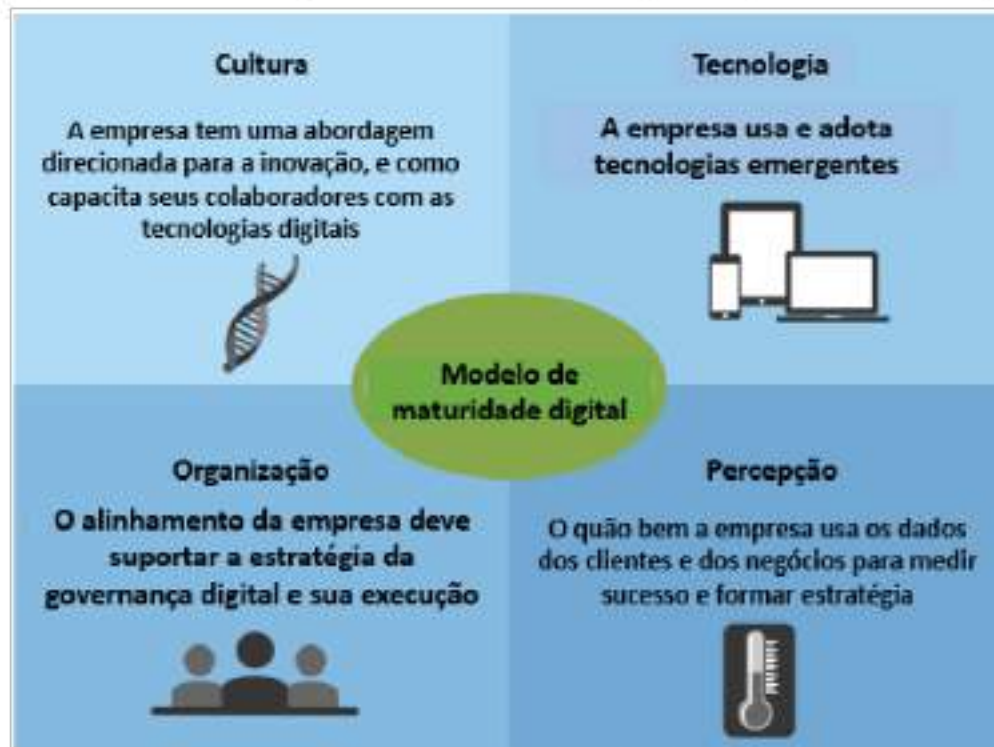 Cultura
A empresa tem uma abordagem
direcionada para a inovação, e como
capacita seus colaboradores com as
tecnologias digitais
Tecnologia
A empresa usa e adota
tecnologias emergentes
Modelo de
maturidade digital
Organização
O alinhamento da empresa deve
suportar a estratégia da
governança digital e sua execução
Percepção
O quão bem a empresa usa os dados
dos clientes e dos negócios para medir
sucesso e formar estratégia